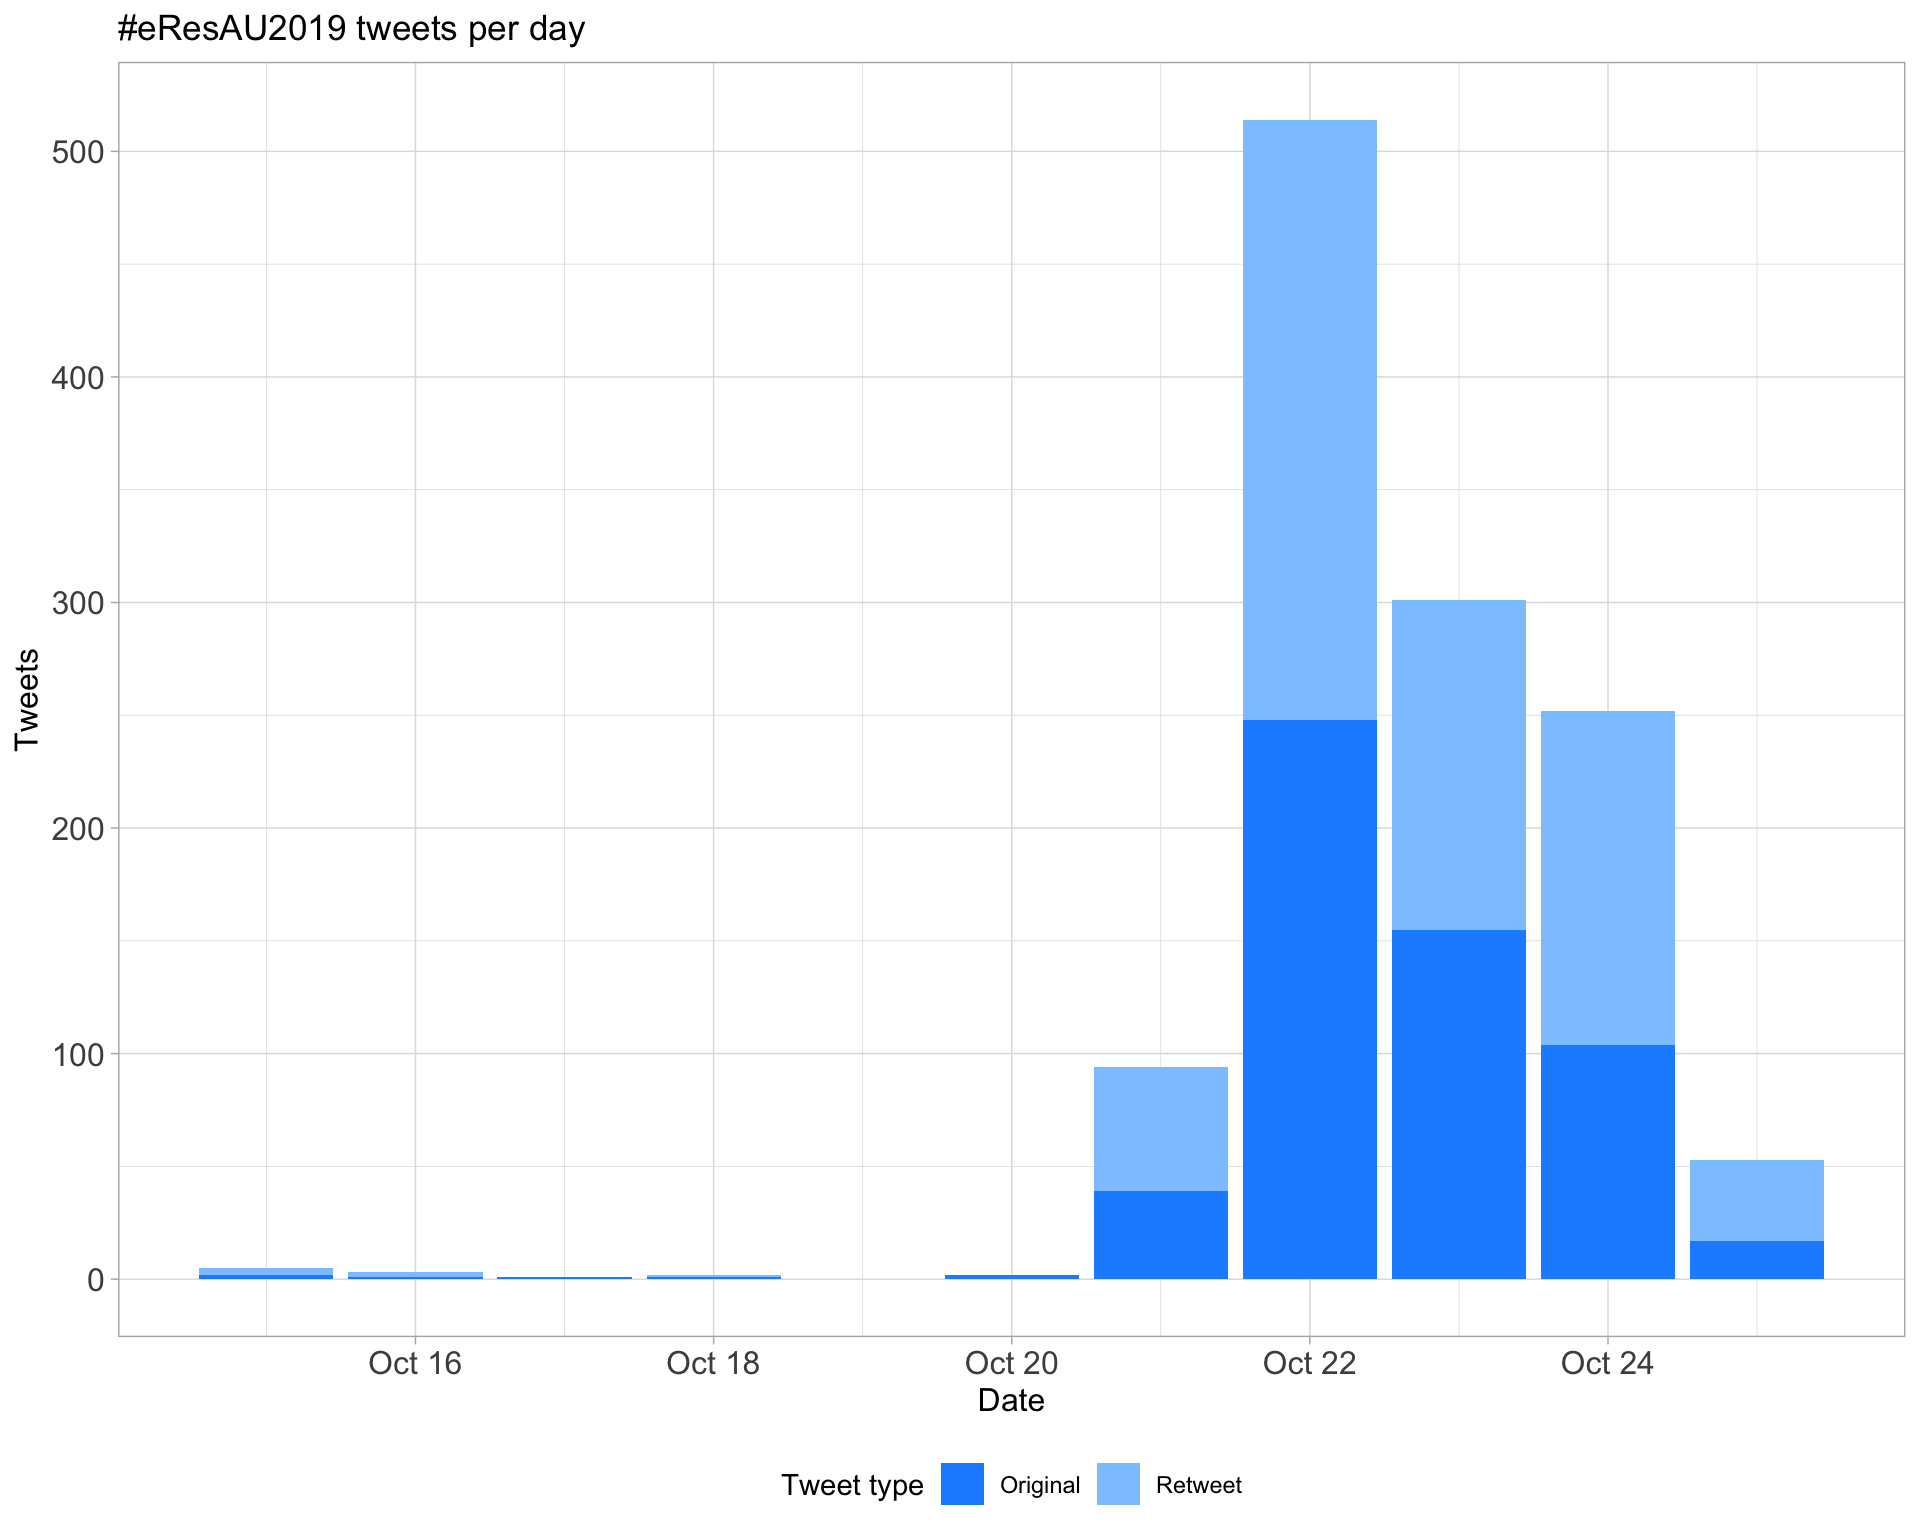 #eResAU2019 tweets per day
500
400
300
200
100
0
Tweets
Oct 16 Oct 18 Oct 20 Oct 22 Oct 24
Date
Tweet type Original Retweet